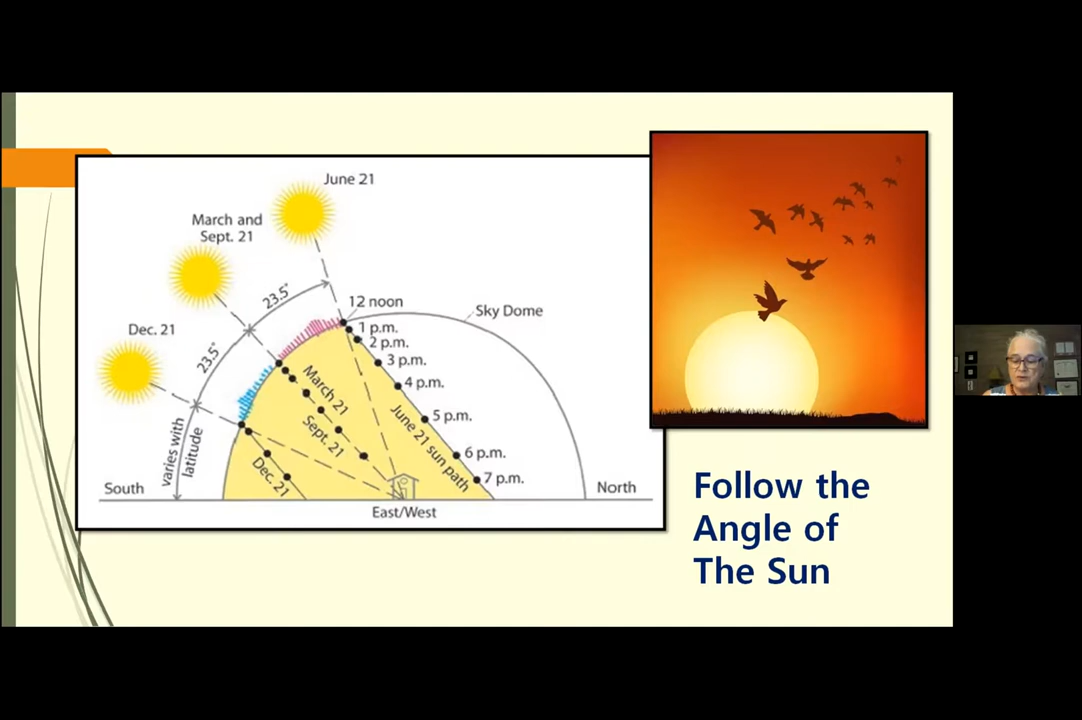 June 21
March and
Sept. 21
Dec. 21
23.5°
23.5°
varies with
latitude
12 noon
Sky Dome
1 p.m.
2 p.m.
3 p.m.
4 p.m.
5 p.m.
6 p.m.
7 p.m.
March 21
Sept. 21
Dec. 21
June 21 sun path
South
North
East/West
Follow the
Angle of
The Sun